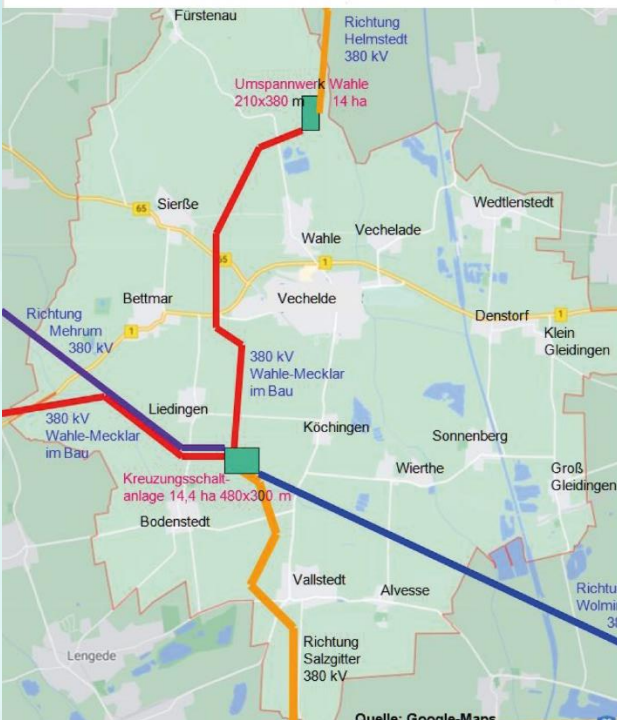 Fürstenau
Richtung
Helmstedt
380 kV
Umspannwerk Wahle
210x380 m 14 ha
65
Sierße
Wedtlenstedt
Vechelade
Wahle
65
1
Bettmar
Vechelde
Richtung
Mehrum
380 kV
1
Denstorf
1
Klein
Gleidingen
380 kV
Wahle-Mecklar
im Bau
380 kV
Wahle-Mecklar
im Bau
Liedingen
Köchingen
Sonnenberg
Wierthe
Groß
Gleidingen
Kreuzungsschalt-
anlage 14,4 ha 480x300 m
Bodenstedt
Vallstedt
Alvesse
Lengede
Richtung
Salzgitter
380 kV
Quelle: Google-Maps